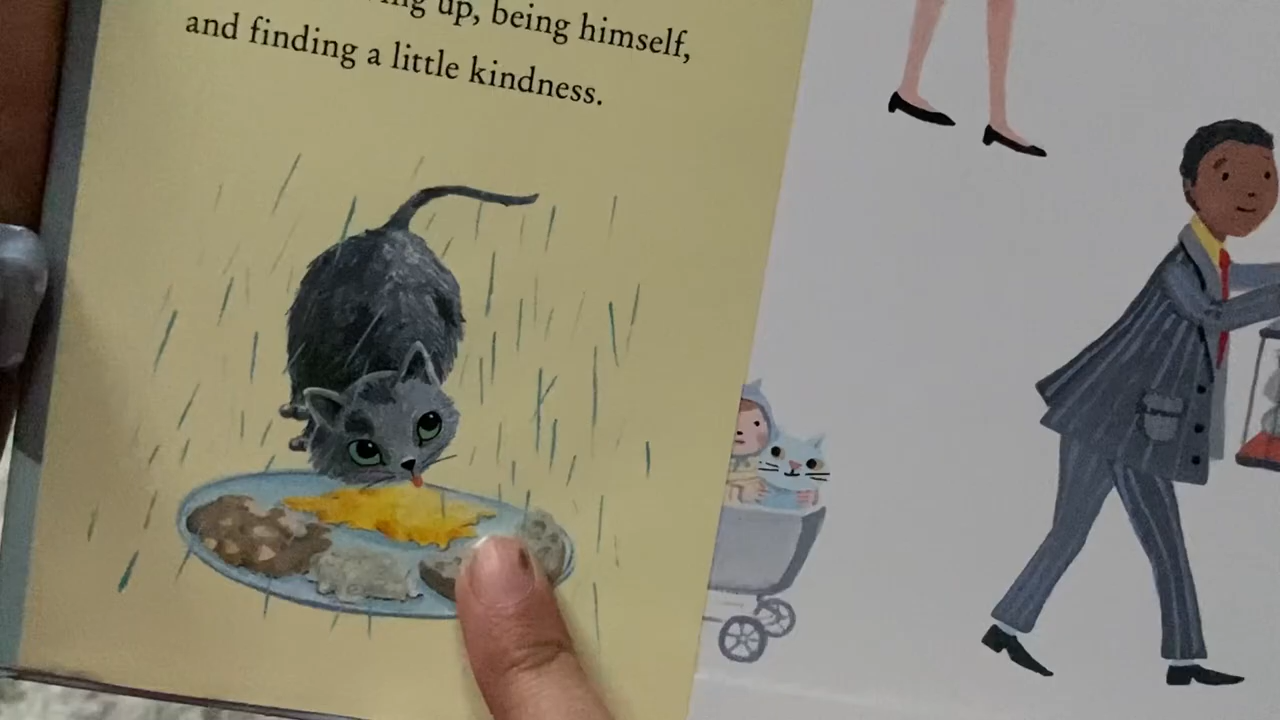 up, being himself,
and finding a little kindness.